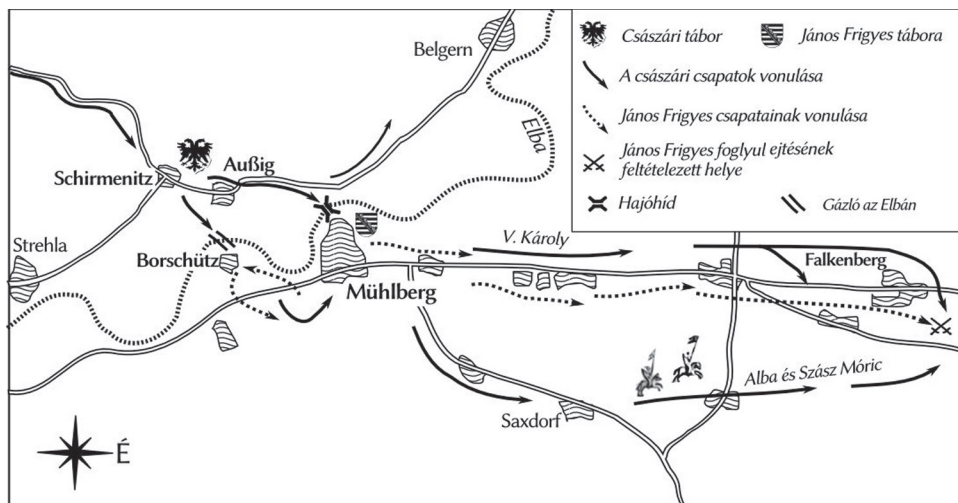 Császári tábor
János Frigyes tábora
A császári csapatok vonulása
János Frigyes csapatainak vonulása
János Frigyes foglyul ejtésének
feltételezett helye
Hajóhíd
Gázló az Elbán
Belgern
Elba
Außig
Schirmenitz
Strehla
Borschütz
Mühlberg
V. Károly
Falkenberg
Alba és Szász Móric
Saxdorf
É